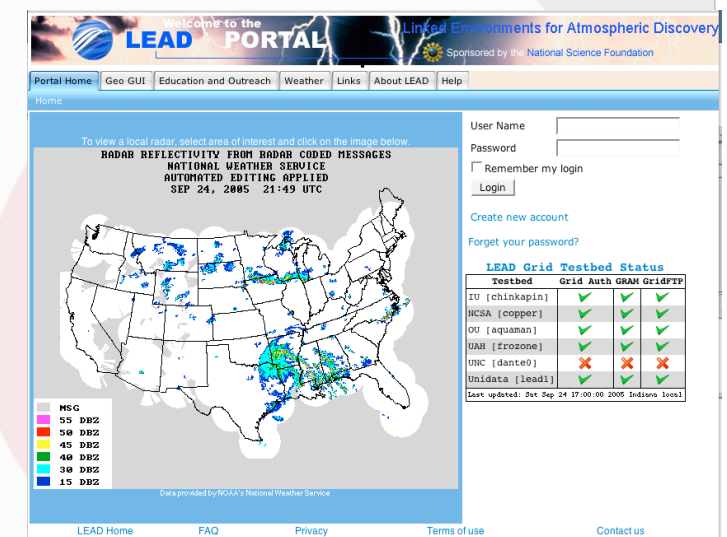 Welcome to the
LEAD PORTAL
Linked Environments for Atmospheric Discovery
Sponsored by the National Science Foundation
Portal Home Geo GUI Education and Outreach Weather Links About LEAD Help
Home
To view a local radar, select area of interest and click on the image below.
RADAR REFLECTIVITY FROM RADAR CODED MESSAGES
NATIONAL WEATHER SERVICE
AUTOMATED EDITING APPLIED
SEP 24, 2005 21:49 UTC
MSG
55 DBZ
50 DBZ
45 DBZ
40 DBZ
30 DBZ
15 DBZ
Data provided by NOAA's National Weather Service
User Name
Password
Remember my login
Login
Create new account
Forget your password?
LEAD Grid Testbed Status
Testbed Grid Auth GRAM GridFTP
IU [chinkapin]
NCSA [copper]
OU [aquaman]
UAH [frozone]
UNC [dante0]
Unidata [lead1]
Last updated: Sat Sep 24 17:00:00 2005 Indiana local
LEAD Home FAQ Privacy Terms of use Contact us